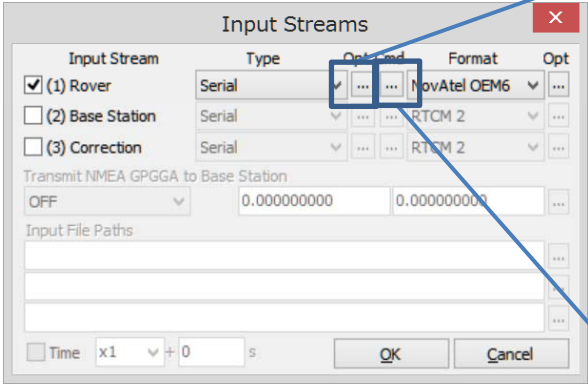 Input Streams
Input Stream Type Opt Cmd Format Opt
(1) Rover Serial ... ... NovAtel OEM6 ...
(2) Base Station Serial ... ... RTCM 2 ...
(3) Correction Serial ... ... RTCM 2 ...
Transmit NMEA GPGGA to Base Station
OFF 0.000000000 0.000000000 ...
Input File Paths
...
...
...
Time x1 + 0 s OK Cancel